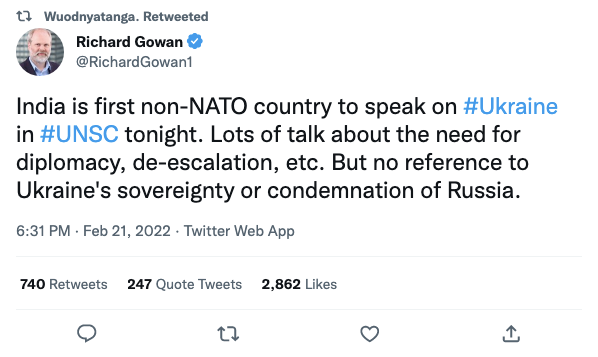 Wuodnyatanga. Retweeted
Richard Gowan
@RichardGowan1
India is first non-NATO country to speak on #Ukraine
in #UNSC tonight. Lots of talk about the need for
diplomacy, de-escalation, etc. But no reference to
Ukraine's sovereignty or condemnation of Russia.
6:31 PM · Feb 21, 2022 · Twitter Web App
740 Retweets 247 Quote Tweets 2,862 Likes